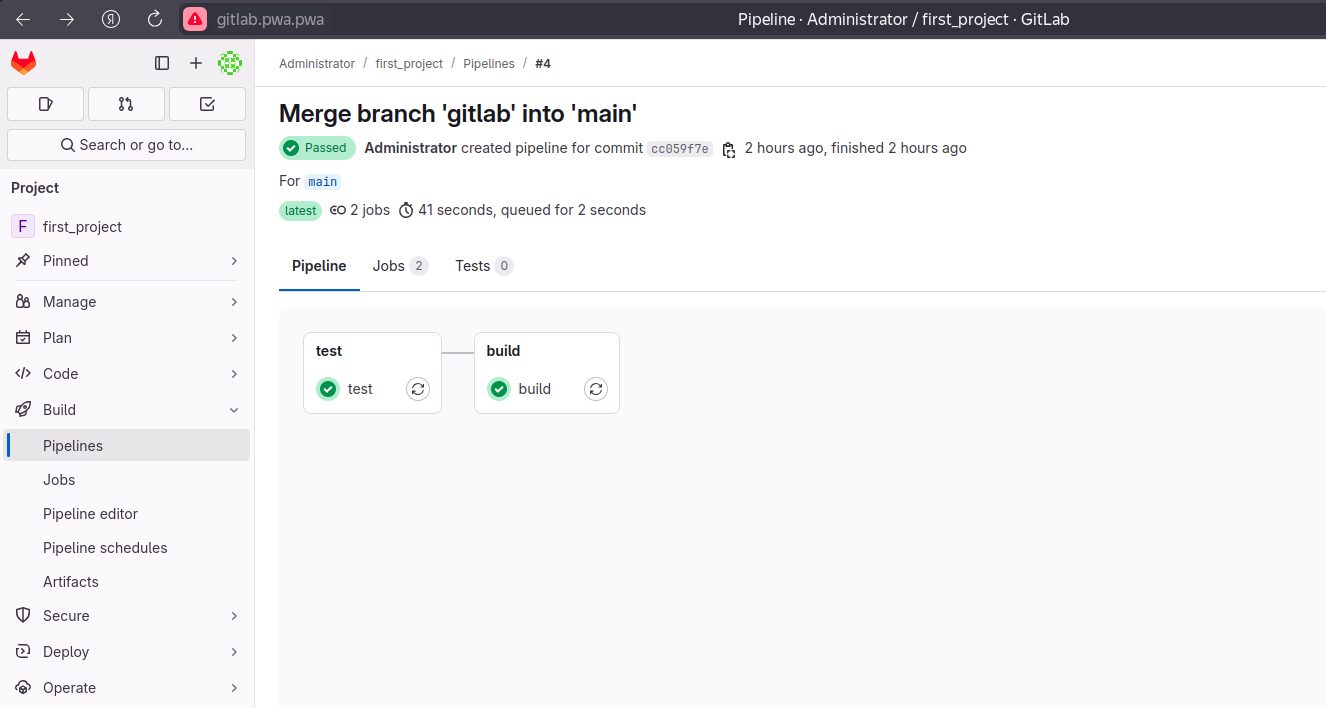 Я
gitlab.pwa.pwa
Pipeline · Administrator / first_project · GitLab
Search or go to...
Project
F first_project
Pinned
Manage
Plan
Code
Build
Pipelines
Jobs
Pipeline editor
Pipeline schedules
Artifacts
Secure
Deploy
Operate
Administrator / first_project / Pipelines / #4
Merge branch 'gitlab' into 'main'
Passed Administrator created pipeline for commit cc059f7e 2 hours ago, finished 2 hours ago
For main
latest 2 jobs 41 seconds, queued for 2 seconds
Pipeline Jobs 2 Tests 0
test
test
build
build